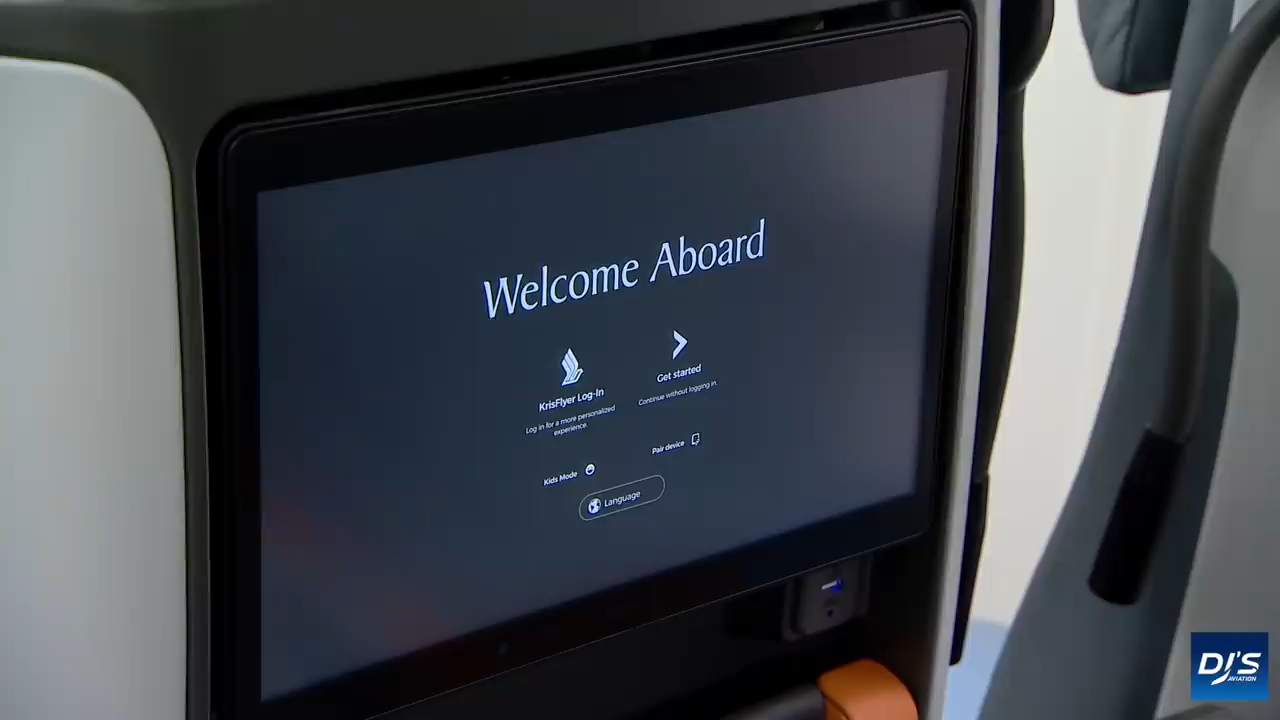 Welcome Aboard
KrisFlyer Log-In
Log in for a more personalized
experience.
Get started
Continue without logging in.
Kids Mode
Pair device
Language
DJ'S
AVIATION